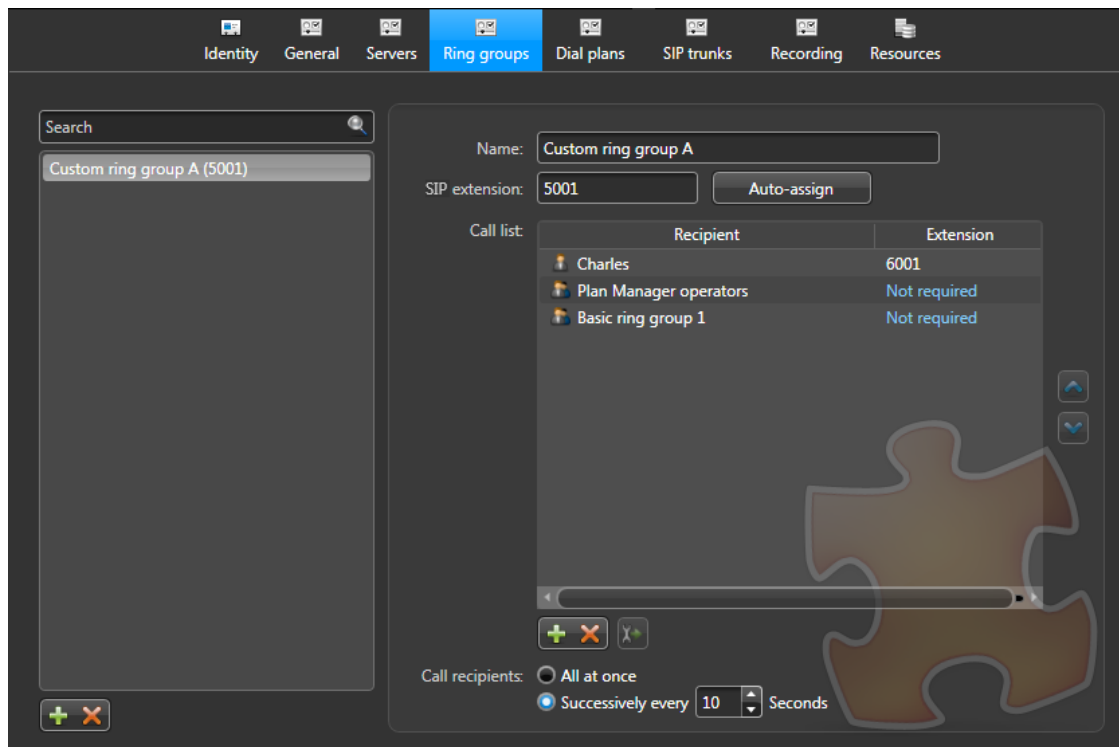 Identity General Servers Ring groups Dial plans SIP trunks Recording Resources
Search
Custom ring group A (5001)
Name: Custom ring group A
SIP extension: 5001 Auto-assign
Call list: Recipient Extension
Charles 6001
Plan Manager operators Not required
Basic ring group 1 Not required
Call recipients: All at once
Successively every 10 Seconds